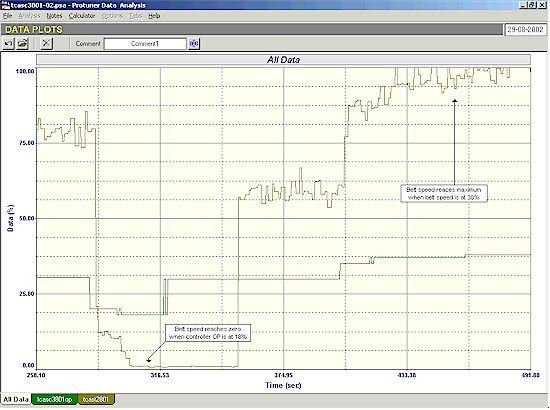 tcasc3801-02.psa - Protuner Data Analysis
File Analysis Notes Calculator Options Tabs Help
DATA PLOTS 29-08-2002
Comment Comment1
All Data
100.00
75.00
Data (%)
50.00
25.00
0.00
Belt speed reaces maximum
when belt speed is at 38%
Belt speed reaches zero
when controller OP is at 18%
258.10 316.53 374.95 433.38 491.80
Time (sec)
All Data tcasc3801op tcast2801